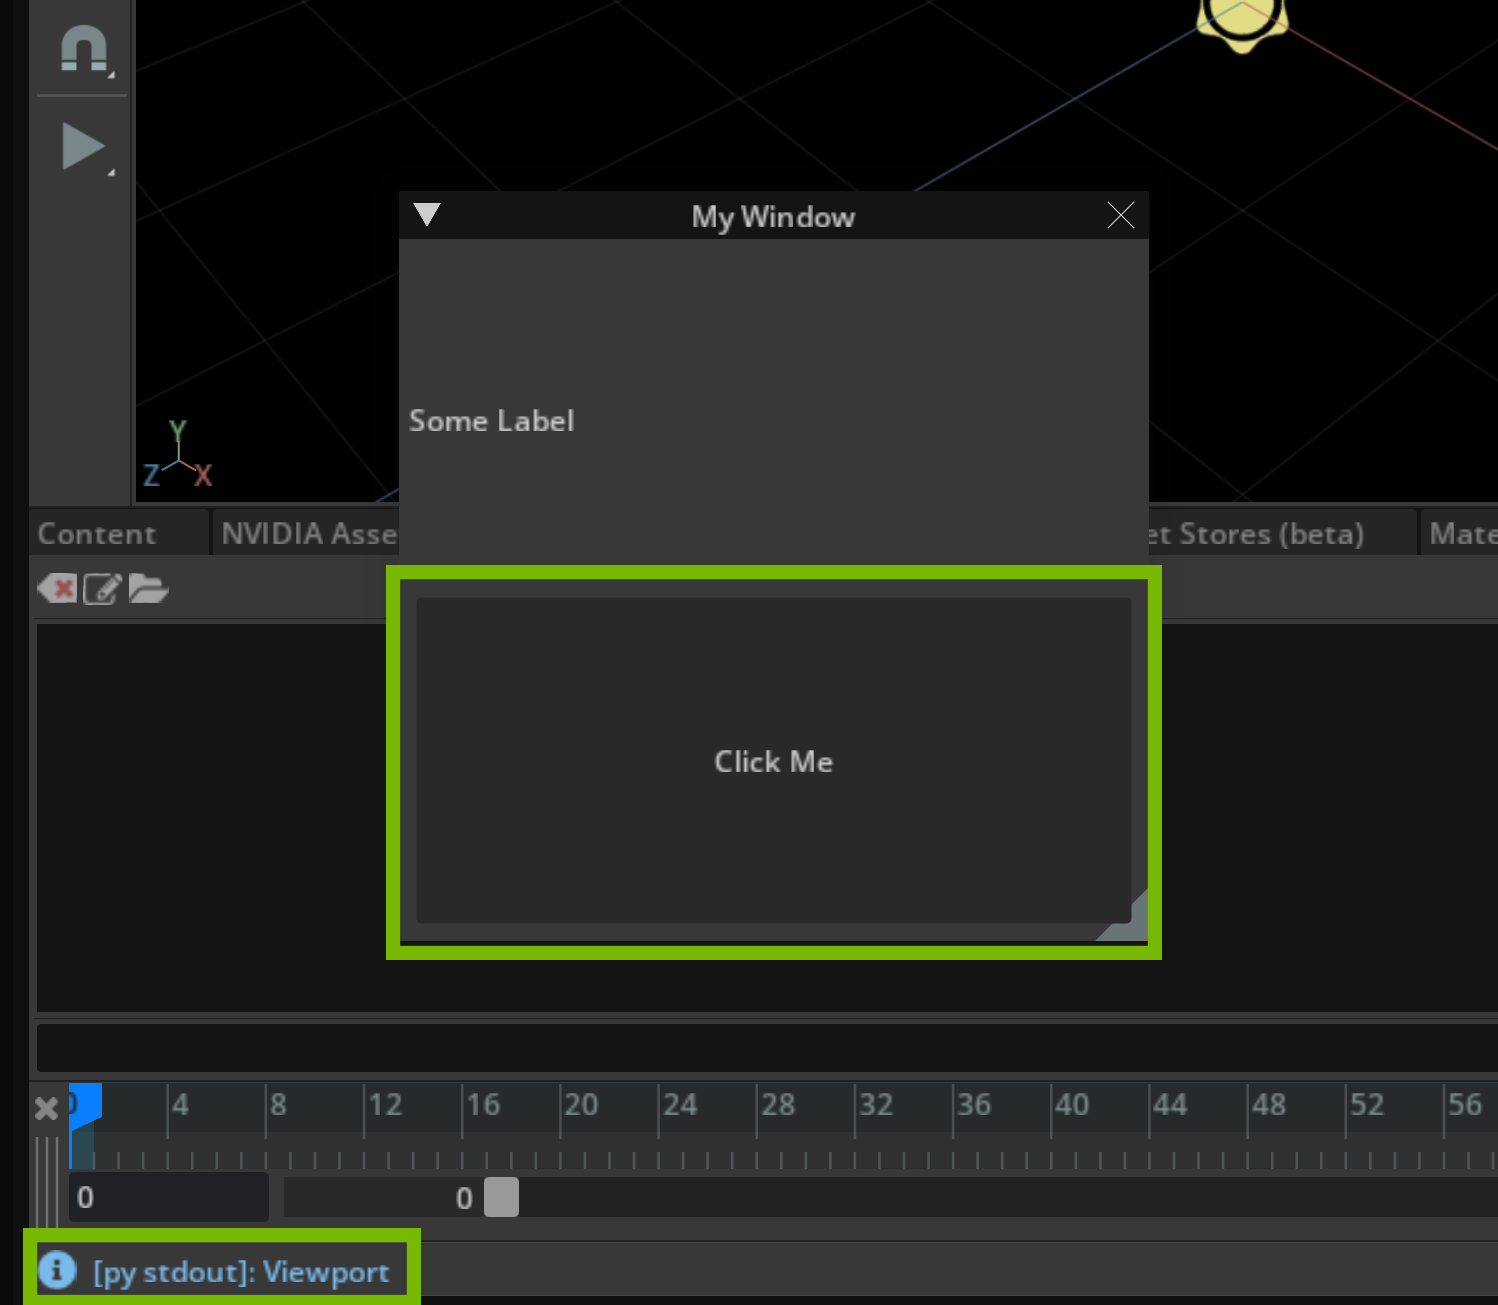 My Window
Some Label
Y
Z X
Content NVIDIA Asse et Stores (beta) Mate
Click Me
0 4 8 12 16 20 24 28 32 36 40 44 48 52 56
0 0
[py stdout]: Viewport